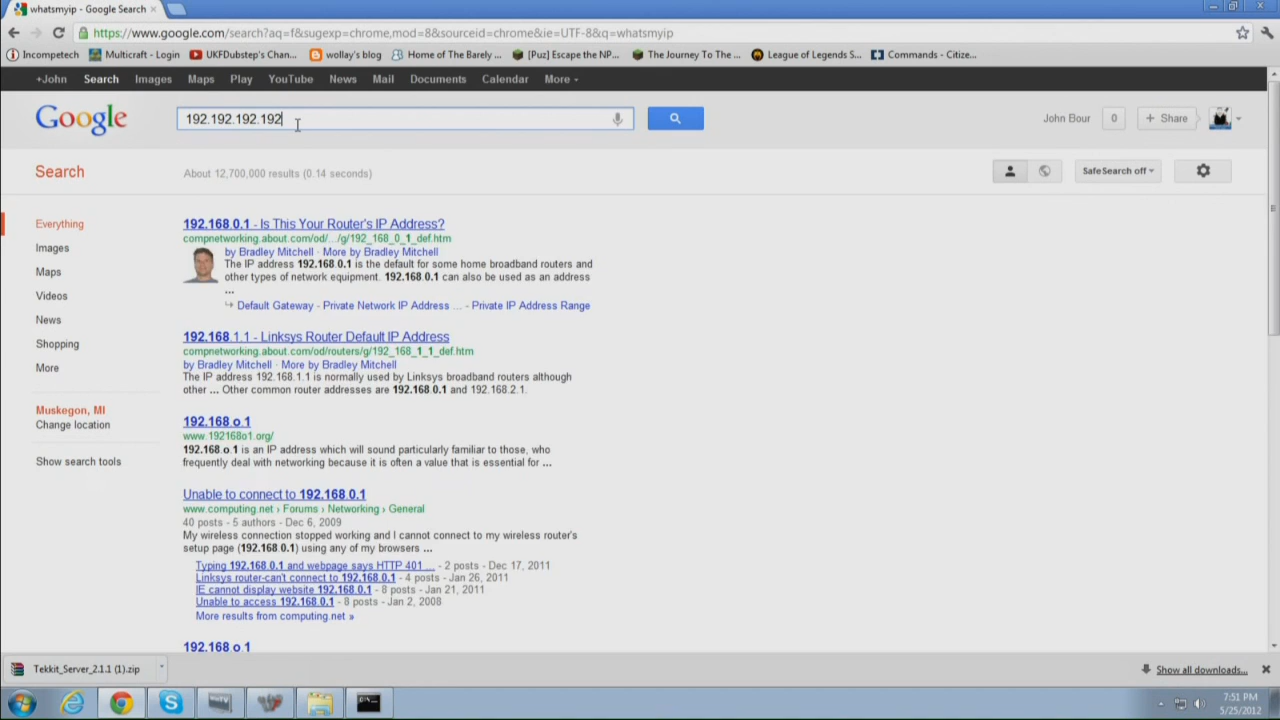 whatsmyip - Google Search
https://www.google.com/search?aq=f&sugexp=chrome,mod=8&sourceid=chrome&ie=UTF-8&q=whatsmyip
Incompetech Multicraft - Login UKFDubstep's Chan... wollay's blog Home of The Barely ... [Puz] Escape the NP... The Journey To The ... League of Legends S... Commands - Citize...
+John Search Images Maps Play YouTube News Mail Documents Calendar More
Google 192.192.192.192 John Bour 0 + Share
Search About 12,700,000 results (0.14 seconds) SafeSearch off
Everything
Images
Maps
Videos
News
Shopping
More
Muskegon, MI
Change location
Show search tools
192.168.0.1 - Is This Your Router's IP Address?
compnetworking.about.com/od/.../g/192_168_0_1_def.htm
by Bradley Mitchell · More by Bradley Mitchell
The IP address 192.168.0.1 is the default for some home broadband routers and
other types of network equipment. 192.168.0.1 can also be used as an address
...
Default Gateway - Private Network IP Address ... - Private IP Address Range
192.168.1.1 - Linksys Router Default IP Address
compnetworking.about.com/od/routers/g/192_168_1_1_def.htm
by Bradley Mitchell · More by Bradley Mitchell
The IP address 192.168.1.1 is normally used by Linksys broadband routers although
other ... Other common router addresses are 192.168.0.1 and 192.168.2.1.
192.168.o.1
www.192168o1.org/
192.168.o.1 is an IP address which will sound particularly familiar to those, who
frequently deal with networking because it is often a value that is essential for ...
Unable to connect to 192.168.0.1
www.computing.net › Forums › Networking › General
40 posts - 5 authors - Dec 6, 2009
My wireless connection stopped working and I cannot connect to my wireless router's
setup page (192.168.0.1) using any of my browsers ...
Typing 192.168.0.1 and webpage says HTTP 401 ... - 2 posts - Dec 17, 2011
Linksys router-can't connect to 192.168.0.1 - 4 posts - Jan 26, 2011
IE cannot display website 192.168.0.1 - 8 posts - Jan 21, 2011
Unable to access 192.168.0.1 - 8 posts - Jan 2, 2008
More results from computing.net »
192.168.o.1
Tekkit_Server_2.1.1 (1).zip Show all downloads...
7:51 PM
5/25/2012